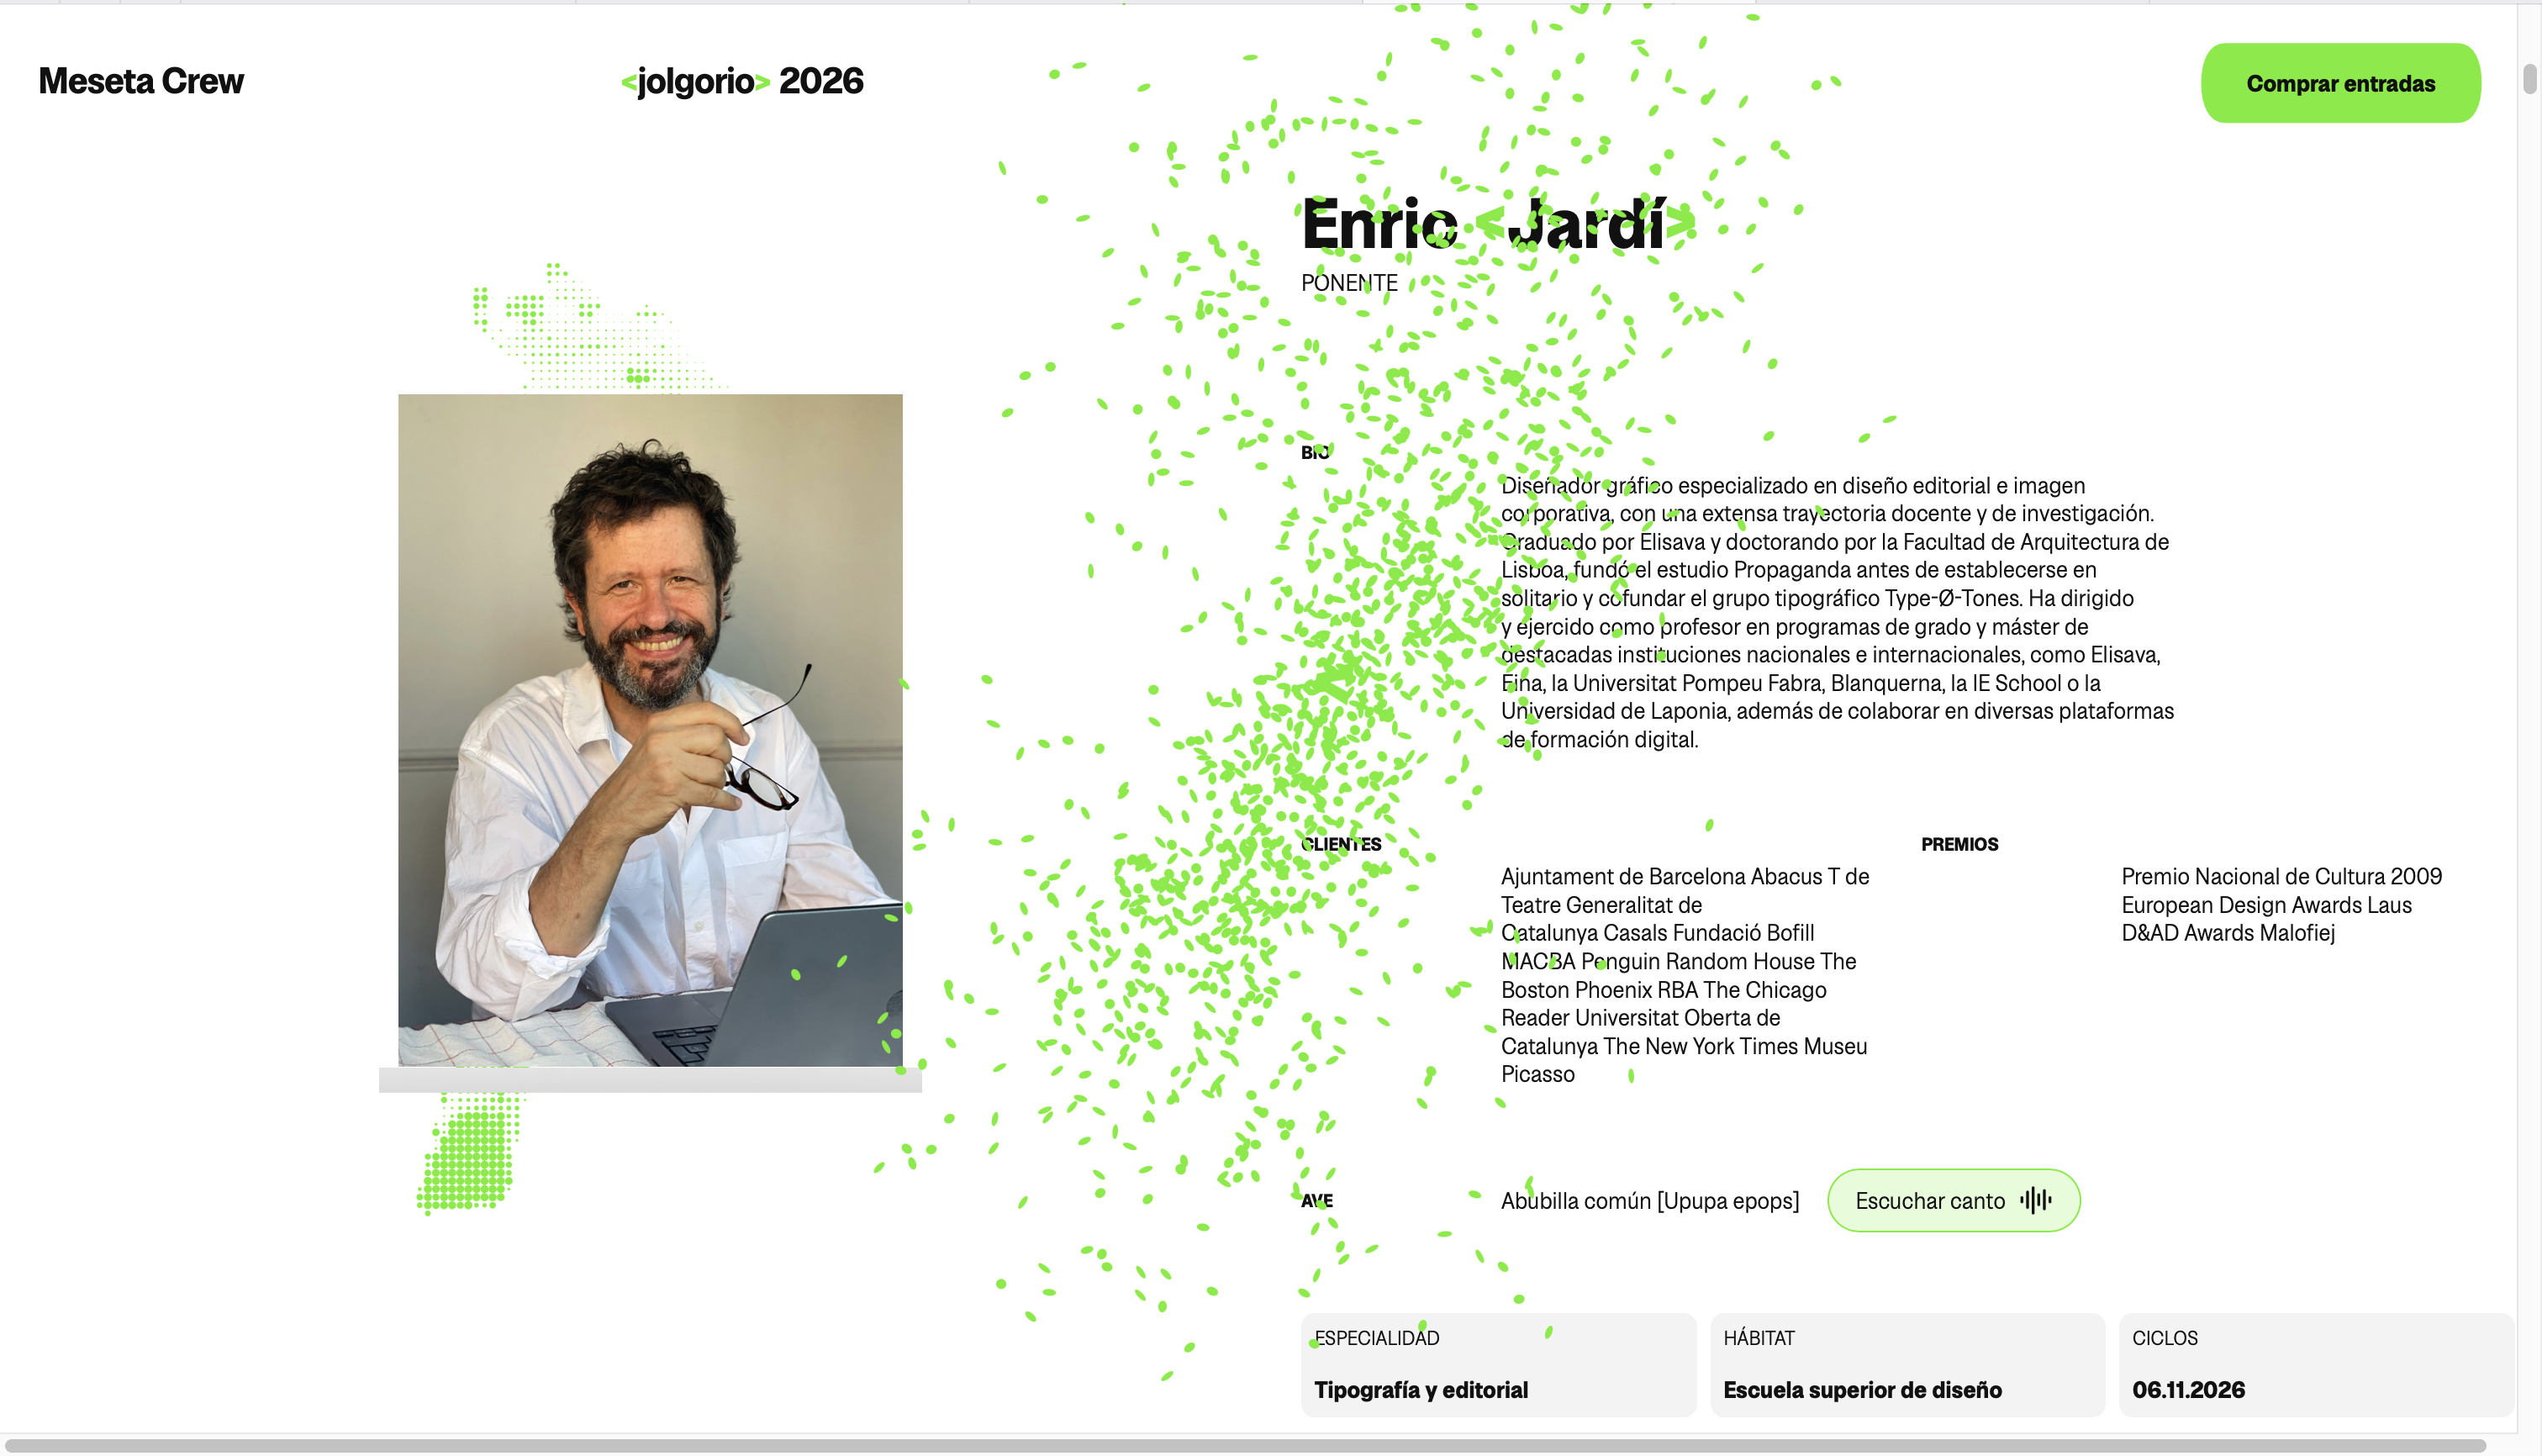 Meseta Crew
<jolgorio> 2026
Comprar entradas
Enric <Jardí>
PONENTE
BIO
Diseñador gráfico especializado en diseño editorial e imagen
corporativa, con una extensa trayectoria docente y de investigación.
Graduado por Elisava y doctorando por la Facultad de Arquitectura de
Lisboa, fundó el estudio Propaganda antes de establecerse en
solitario y cofundar el grupo tipográfico Type-Ø-Tones. Ha dirigido
y ejercido como profesor en programas de grado y máster de
destacadas instituciones nacionales e internacionales, como Elisava,
Eina, la Universitat Pompeu Fabra, Blanquerna, la IE School o la
Universidad de Laponia, además de colaborar en diversas plataformas
de formación digital.
CLIENTES
Ajuntament de Barcelona Abacus T de
Teatre Generalitat de
Catalunya Casals Fundació Bofill
MACBA Penguin Random House The
Boston Phoenix RBA The Chicago
Reader Universitat Oberta de
Catalunya The New York Times Museu
Picasso
PREMIOS
Premio Nacional de Cultura 2009
European Design Awards Laus
D&AD Awards Malofiej
AVE
Abubilla común [Upupa epops]
Escuchar canto
ESPECIALIDAD
Tipografía y editorial
HÁBITAT
Escuela superior de diseño
CICLOS
06.11.2026